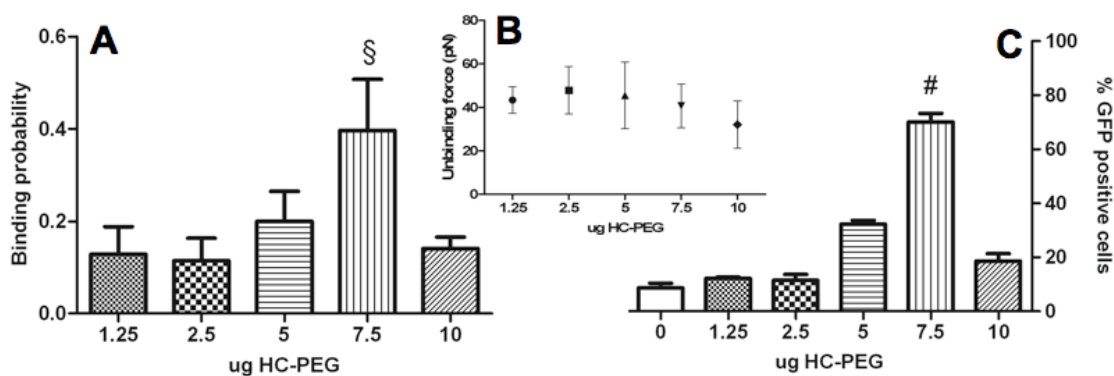 A
Binding probability
0.6
0.4
0.2
0.0
§
1.25 2.5 5 7.5 10
ug HC-PEG
B
Unbinding force (pN)
80
60
40
20
0
1.25 2.5 5 7.5 10
ug HC-PEG
C
#
100
80
60
40
20
0
% GFP positive cells
0 1.25 2.5 5 7.5 10
ug HC-PEG